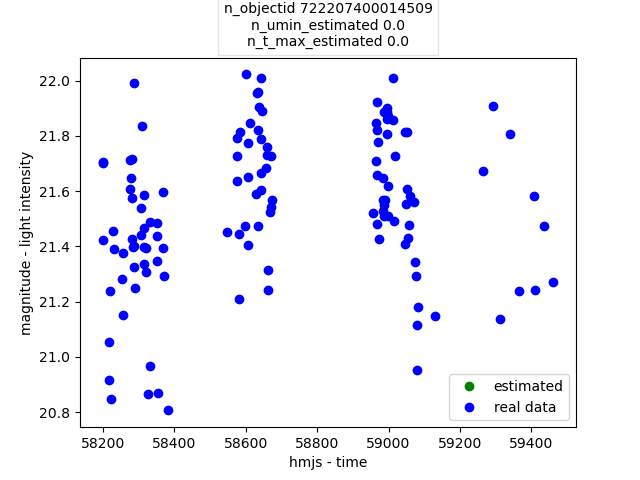 n_objectid 722207400014509
n_umin_estimated 0.0
n_t_max_estimated 0.0
magnitude - light intensity
22.0
21.8
21.6
21.4
21.2
21.0
20.8
58200 58400 58600 58800 59000 59200 59400
hmjs - time
estimated
real data